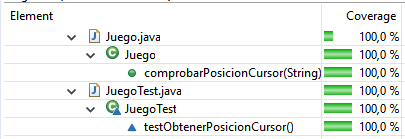 Element Coverage
Juego.java 100,0 %
Juego 100,0 %
comprobarPosicionCursor(String) 100,0 %
JuegoTest.java 100,0 %
JuegoTest 100,0 %
testObtenerPosicionCursor() 100,0 %